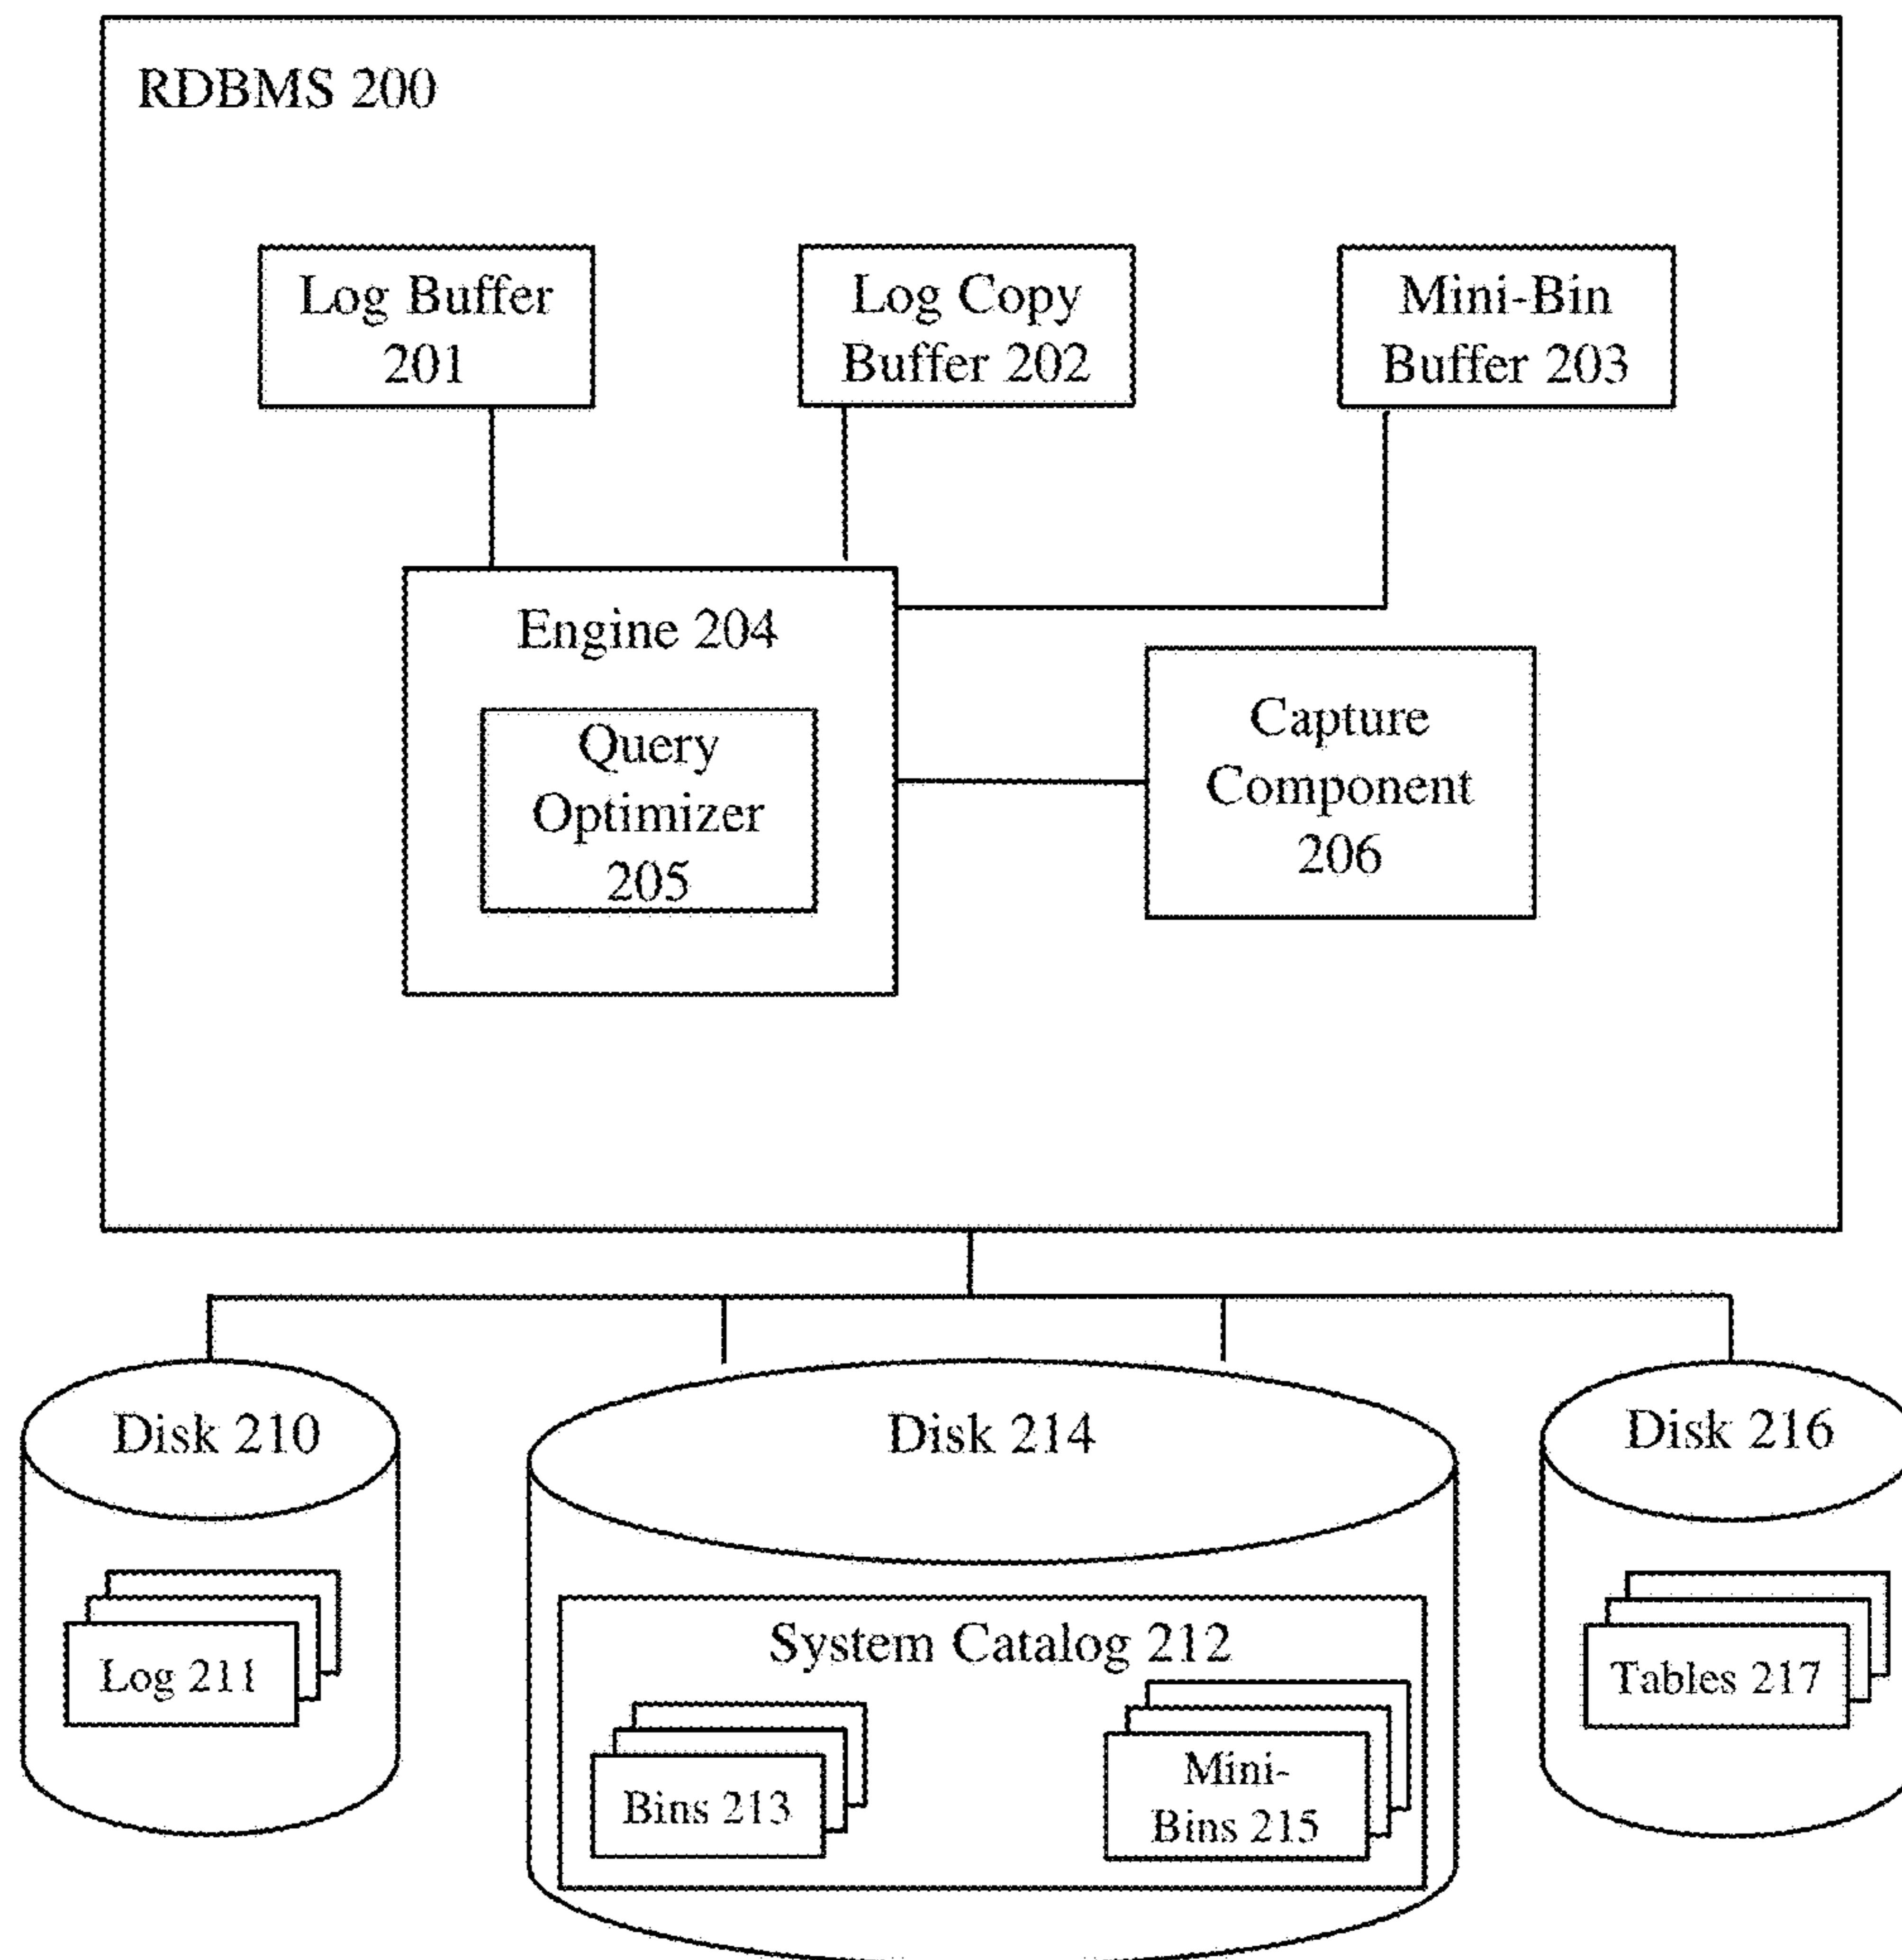 RDBMS 200
Log Buffer
201
Log Copy
Buffer 202
Mini-Bin
Buffer 203
Engine 204
Query
Optimizer
205
Capture
Component
206
Disk 210
Disk 214
Disk 216
Log 211
System Catalog 212
Bins 213
Mini-
Bins 215
Tables 217